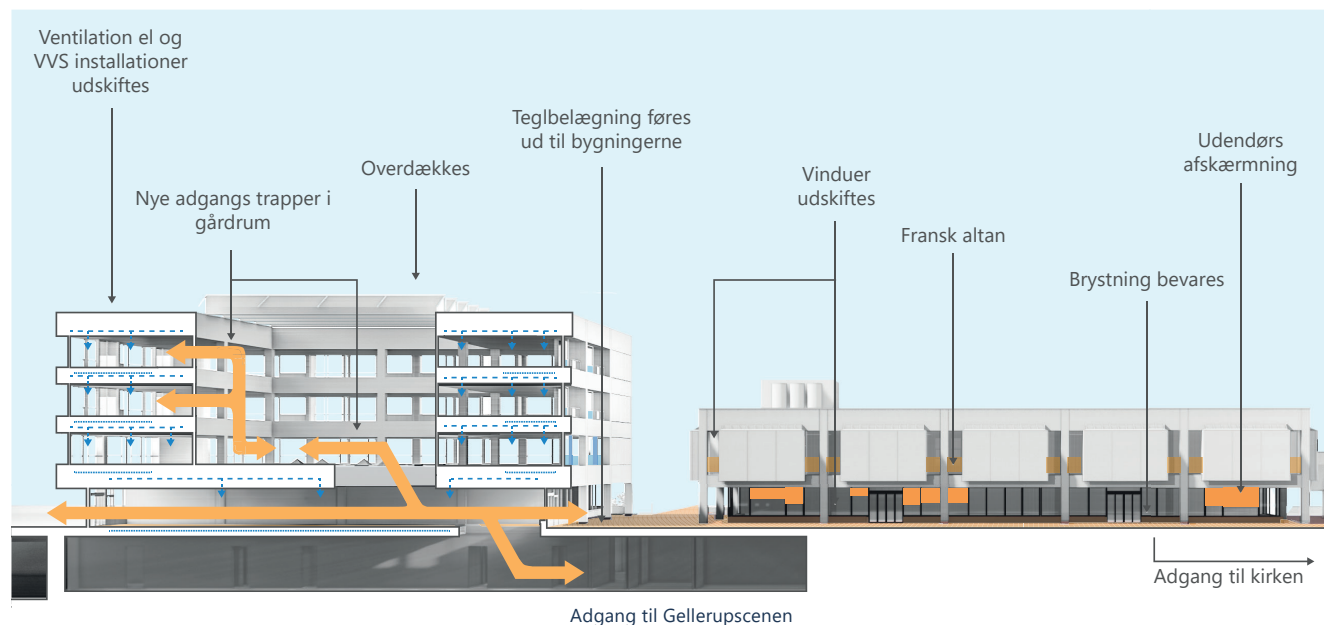 Ventilation el og
VVS installationer
udskiftes
Nye adgangs trapper i
gårdrum
Overdækkes
Teglbelægning føres
ud til bygningerne
Vinduer
udskiftes
Fransk altan
Brystning bevares
Udendørs
afskærmning
Adgang til kirken
Adgang til Gellerupscenen